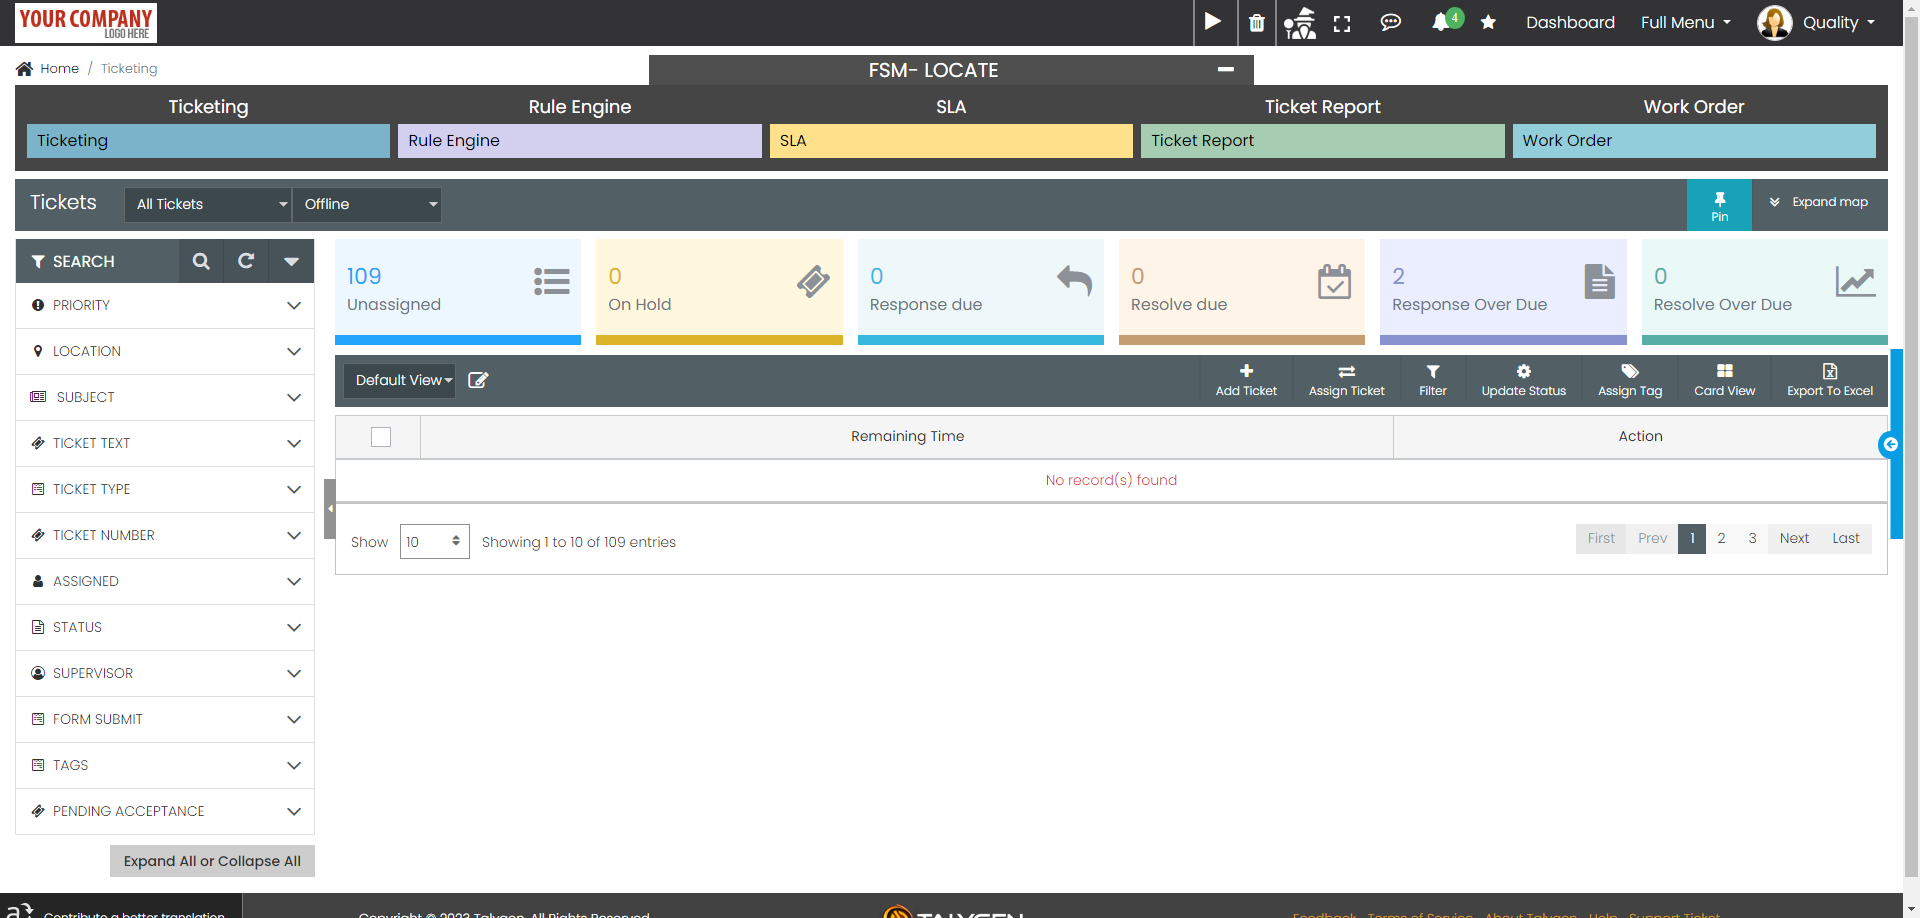 YOUR COMPANY
LOGO HERE
4
Dashboard
Full Menu
Quality
Home / Ticketing
FSM- LOCATE
Ticketing
Rule Engine
SLA
Ticket Report
Work Order
Ticketing
Rule Engine
SLA
Ticket Report
Work Order
Tickets
All Tickets
Offline
Pin
Expand map
SEARCH
PRIORITY
LOCATION
SUBJECT
TICKET TEXT
TICKET TYPE
TICKET NUMBER
ASSIGNED
STATUS
SUPERVISOR
FORM SUBMIT
TAGS
PENDING ACCEPTANCE
Expand All or Collapse All
109
Unassigned
0
On Hold
0
Response due
0
Resolve due
2
Response Over Due
0
Resolve Over Due
Default View
Add Ticket
Assign Ticket
Filter
Update Status
Assign Tag
Card View
Export To Excel
Remaining Time
Action
No record(s) found
Show 10 Showing 1 to 10 of 109 entries
First Prev 1 2 3 Next Last
Contribute a better translation
Copyright © 2023 Talygen. All Rights Reserved
TALYGEN
Feedback Terms of Service About Talygen Help Support Ticket